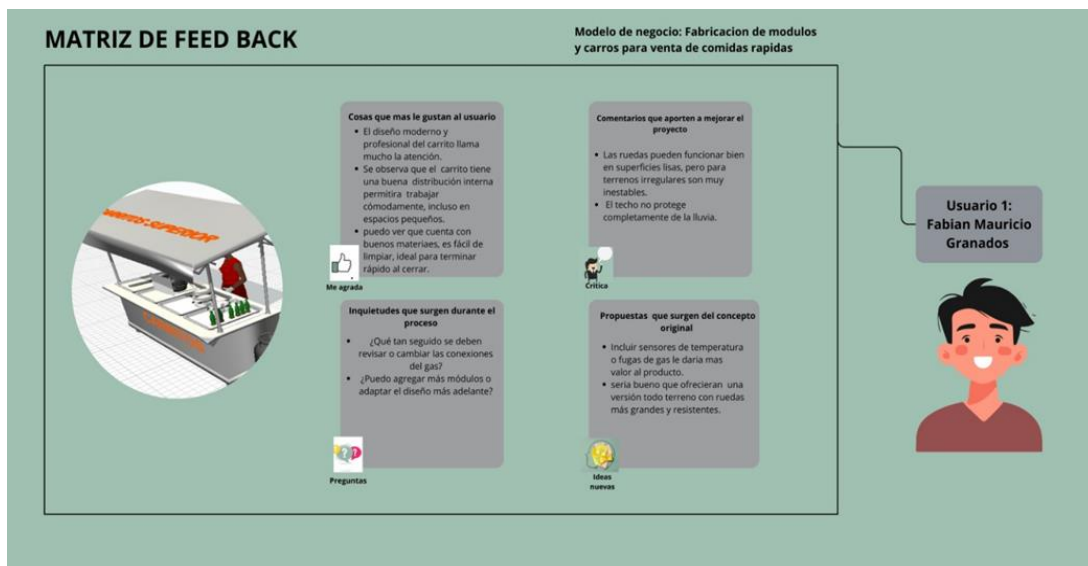 MATRIZ DE FEED BACK
Modelo de negocio: Fabricacion de modulos
y carros para venta de comidas rapidas
Cosas que mas le gustan al usuario
• El diseño moderno y
profesional del carrito llama
mucho la atención.
• Se observa que el carrito tiene
una buena distribución interna
permitira trabajar
cómodamente, incluso en
espacios pequeños.
• puedo ver que cuenta con
buenos materiaes, es fácil de
limpiar, ideal para terminar
rápido al cerrar.
Me agrada
Comentarios que aporten a mejorar el
proyecto
• Las ruedas pueden funcionar bien
en superficies lisas, pero para
terrenos irregulares son muy
inestables.
• El techo no protege
completamente de la lluvia.
Critica
Usuario 1:
Fabian Mauricio
Granados
Inquietudes que surgen durante el
proceso
• ¿Qué tan seguido se deben
revisar o cambiar las conexiones
del gas?
• ¿Puedo agregar más módulos o
adaptar el diseño más adelante?
Preguntas
Propuestas que surgen del concepto
original
• Incluir sensores de temperatura
o fugas de gas le daria mas
valor al producto.
• seria bueno que ofrecieran una
versión todo terreno con ruedas
más grandes y resistentes.
Ideas
nuevas
SUPERIOR